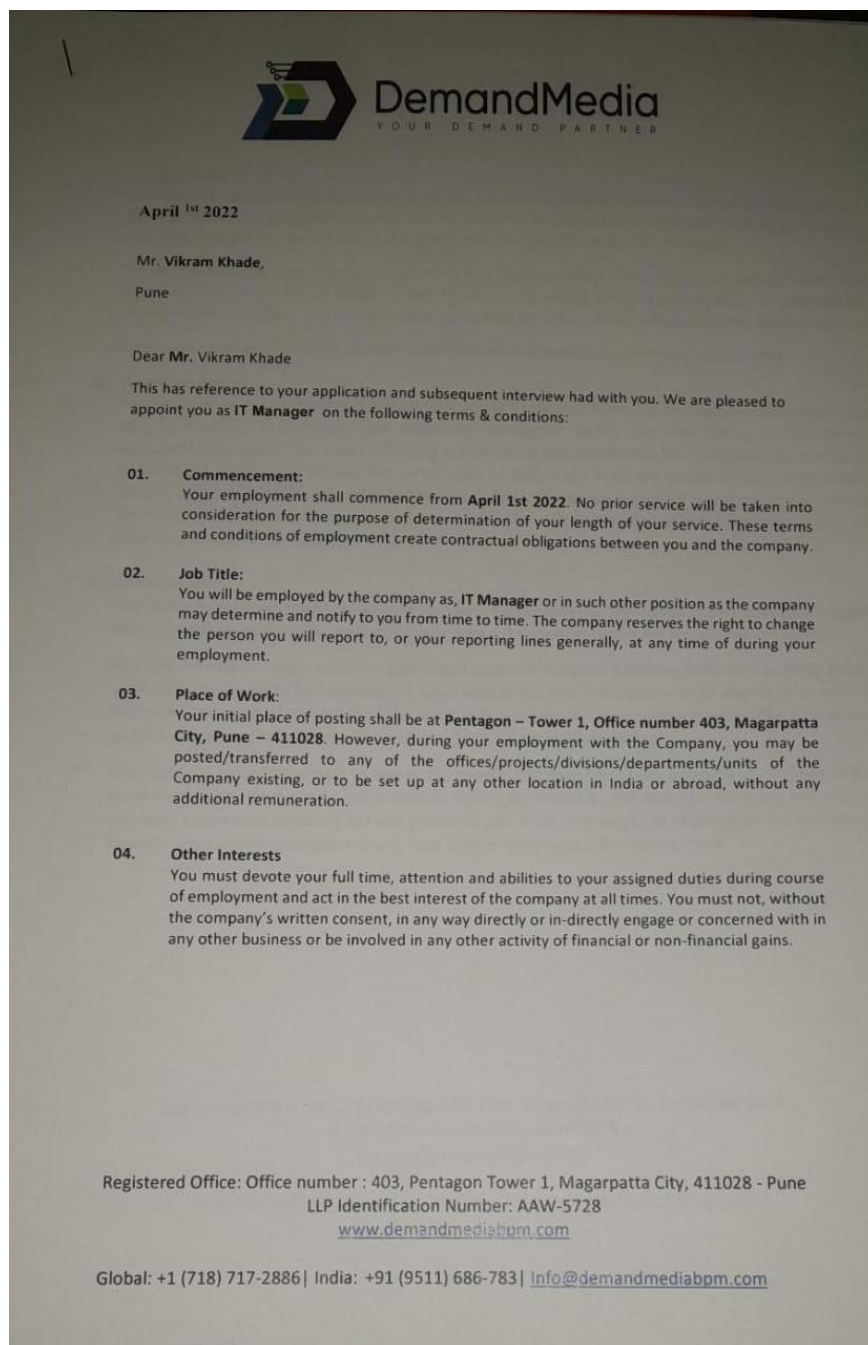 DemandMedia
YOUR DEMAND PARTNER
April 1st 2022
Mr. Vikram Khade,
Pune
Dear Mr. Vikram Khade
This has reference to your application and subsequent interview had with you. We are pleased to
appoint you as IT Manager on the following terms & conditions:
01. Commencement:
Your employment shall commence from April 1st 2022. No prior service will be taken into
consideration for the purpose of determination of your length of your service. These terms
and conditions of employment create contractual obligations between you and the company.
02. Job Title:
You will be employed by the company as, IT Manager or in such other position as the company
may determine and notify to you from time to time. The company reserves the right to change
the person you will report to, or your reporting lines generally, at any time of during your
employment.
03. Place of Work:
Your initial place of posting shall be at Pentagon – Tower 1, Office number 403, Magarpatta
City, Pune – 411028. However, during your employment with the Company, you may be
posted/transferred to any of the offices/projects/divisions/departments/units of the
Company existing, or to be set up at any other location in India or abroad, without any
additional remuneration.
04. Other Interests
You must devote your full time, attention and abilities to your assigned duties during course
of employment and act in the best interest of the company at all times. You must not, without
the company's written consent, in any way directly or in-directly engage or concerned with in
any other business or be involved in any other activity of financial or non-financial gains.
Registered Office: Office number : 403, Pentagon Tower 1, Magarpatta City, 411028 - Pune
LLP Identification Number: AAW-5728
www.demandmediabpm.com
Global: +1 (718) 717-2886| India: +91 (9511) 686-783| Info@demandmediabpm.com